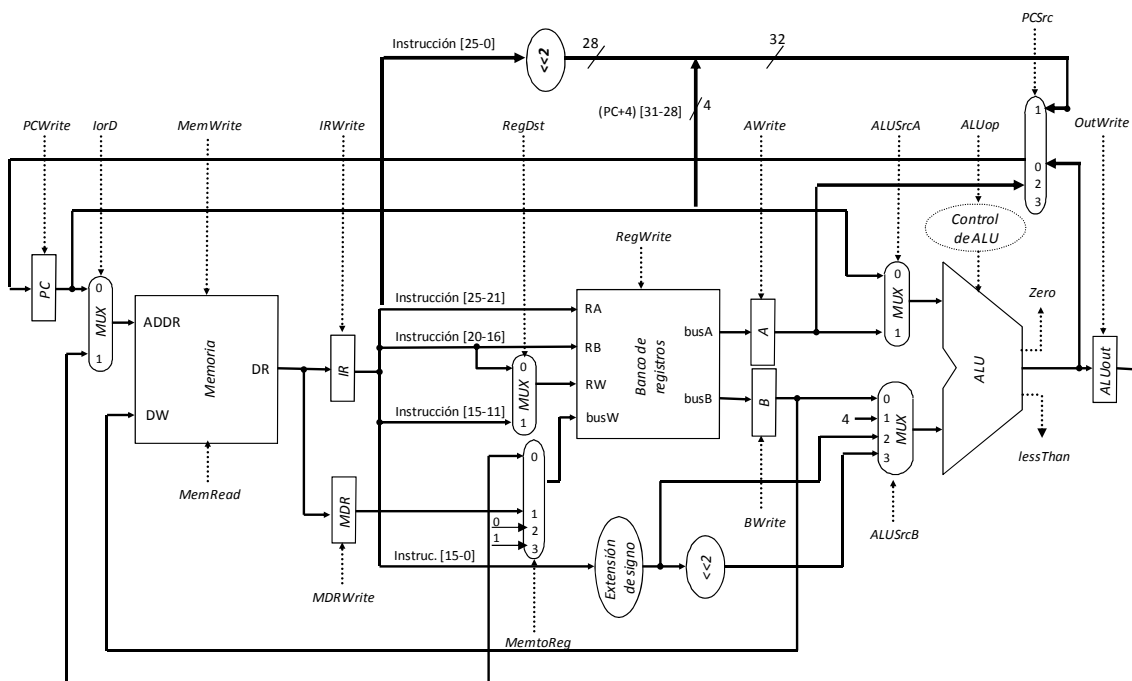 PCSrc
Instrucción [25-0]
<<2
28
32
(PC+4) [31-28]
4
1
0
2
3
PCWrite
IorD
MemWrite
IRWrite
RegDst
AWrite
ALUSrcA
ALUop
OutWrite
Control
de ALU
RegWrite
PC
0
MUX
1
ADDR
Memoria
DR
DW
MemRead
IR
Instrucción [25-21]
Instrucción [20-16]
Instrucción [15-11]
0
MUX
1
RA
RB
RW
busW
Banco de
registros
busA
busB
A
B
0
MUX
1
Zero
ALU
ALUout
lessThan
4
0
1
2
3
MUX
ALUSrcB
BWrite
MDR
MDRWrite
0
1
0
1
2
3
MemtoReg
Instruc. [15-0]
Extensión
de signo
<<2